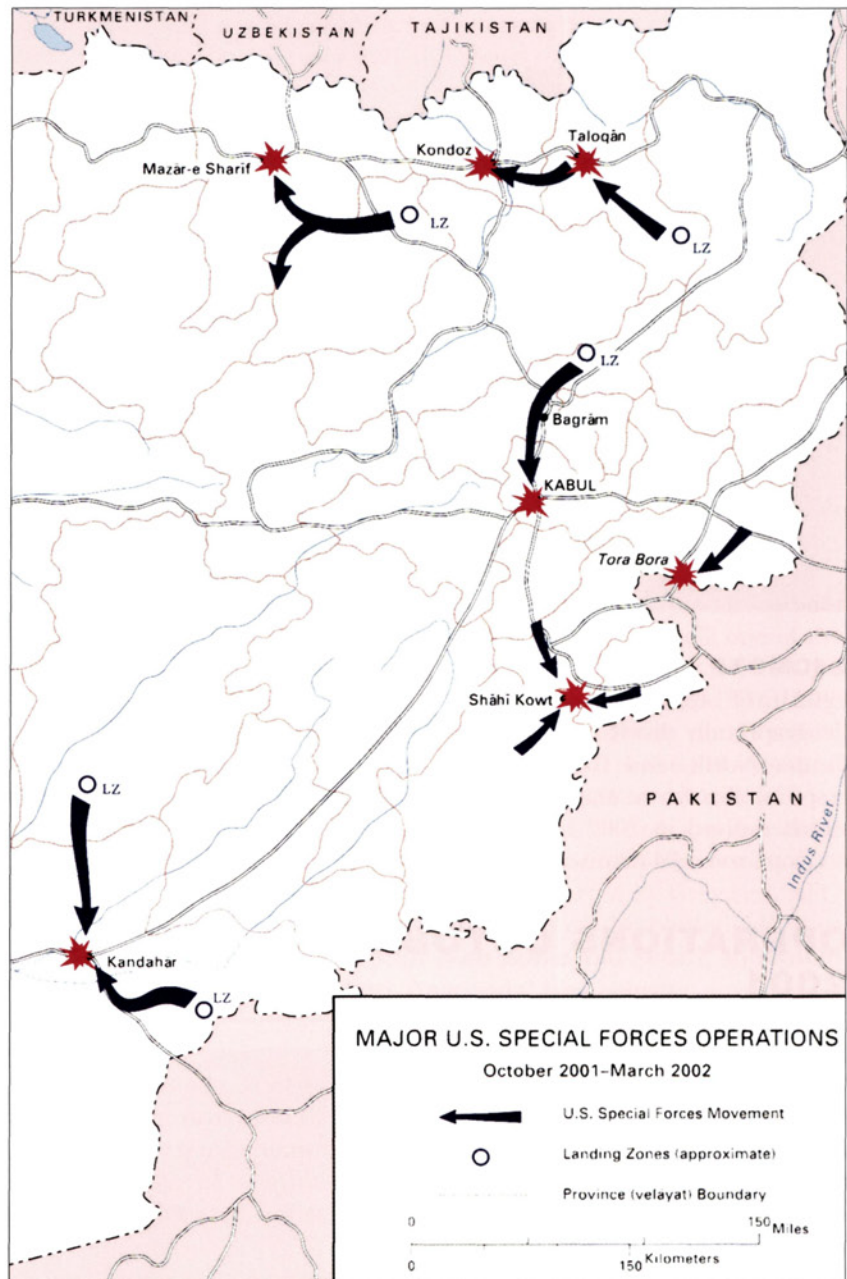 TURKMENISTAN
UZBEKISTAN
TAJIKISTAN
Mazār-e Sharīf
Kondoz
Taloqān
LZ
LZ
LZ
Bagrām
KABUL
Tora Bora
Shāhī Kowt
LZ
PAKISTAN
Indus River
Kandahar
LZ
MAJOR U.S. SPECIAL FORCES OPERATIONS
October 2001–March 2002
U.S. Special Forces Movement
Landing Zones (approximate)
Province (velayat) Boundary
0 150 Miles
0 150 Kilometers